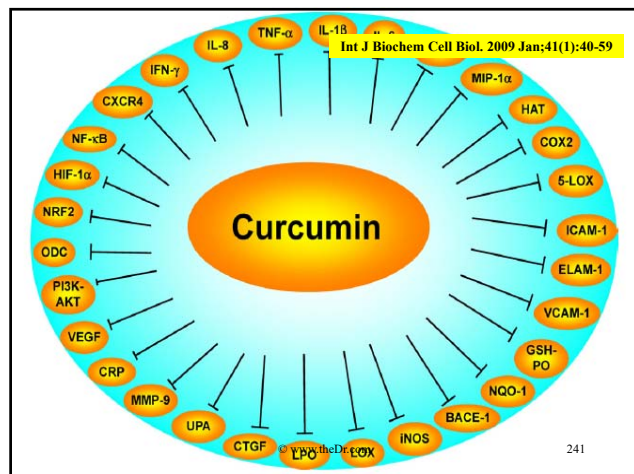 TNF-α
IL-1β
IL-8
Int J Biochem Cell Biol. 2009 Jan;41(1):40-59
IFN-γ
MIP-1α
CXCR4
HAT
NF-κB
COX2
HIF-1α
5-LOX
NRF2
Curcumin
ICAM-1
ODC
ELAM-1
PI3K-
AKT
VCAM-1
VEGF
GSH-
PO
CRP
NQO-1
MMP-9
BACE-1
UPA
iNOS
CTGF
LPO
LOX
© www.theDr.com
241